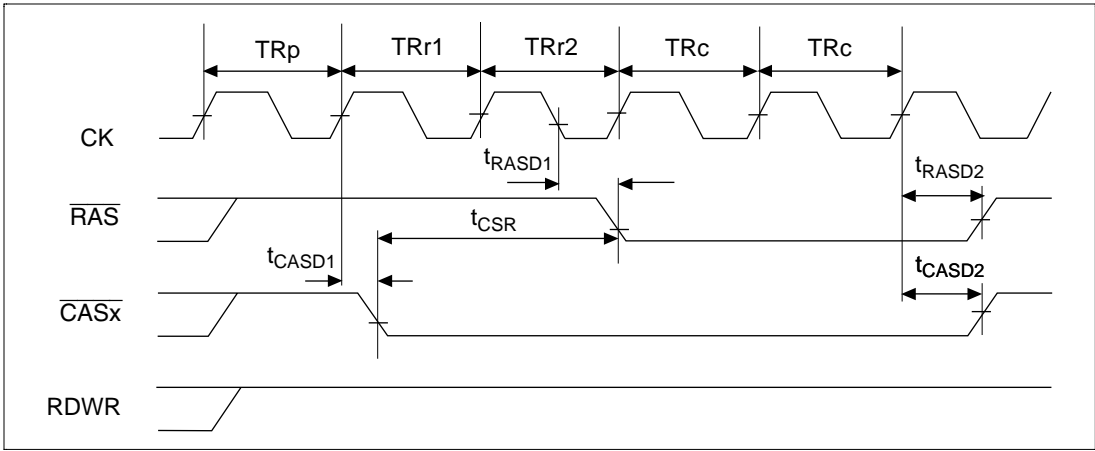 TRp TRr1 TRr2 TRc TRc
CK
tRASD1
tRASD2
RAS
tCSR
tCASD1
tCASD2
CASx
RDWR